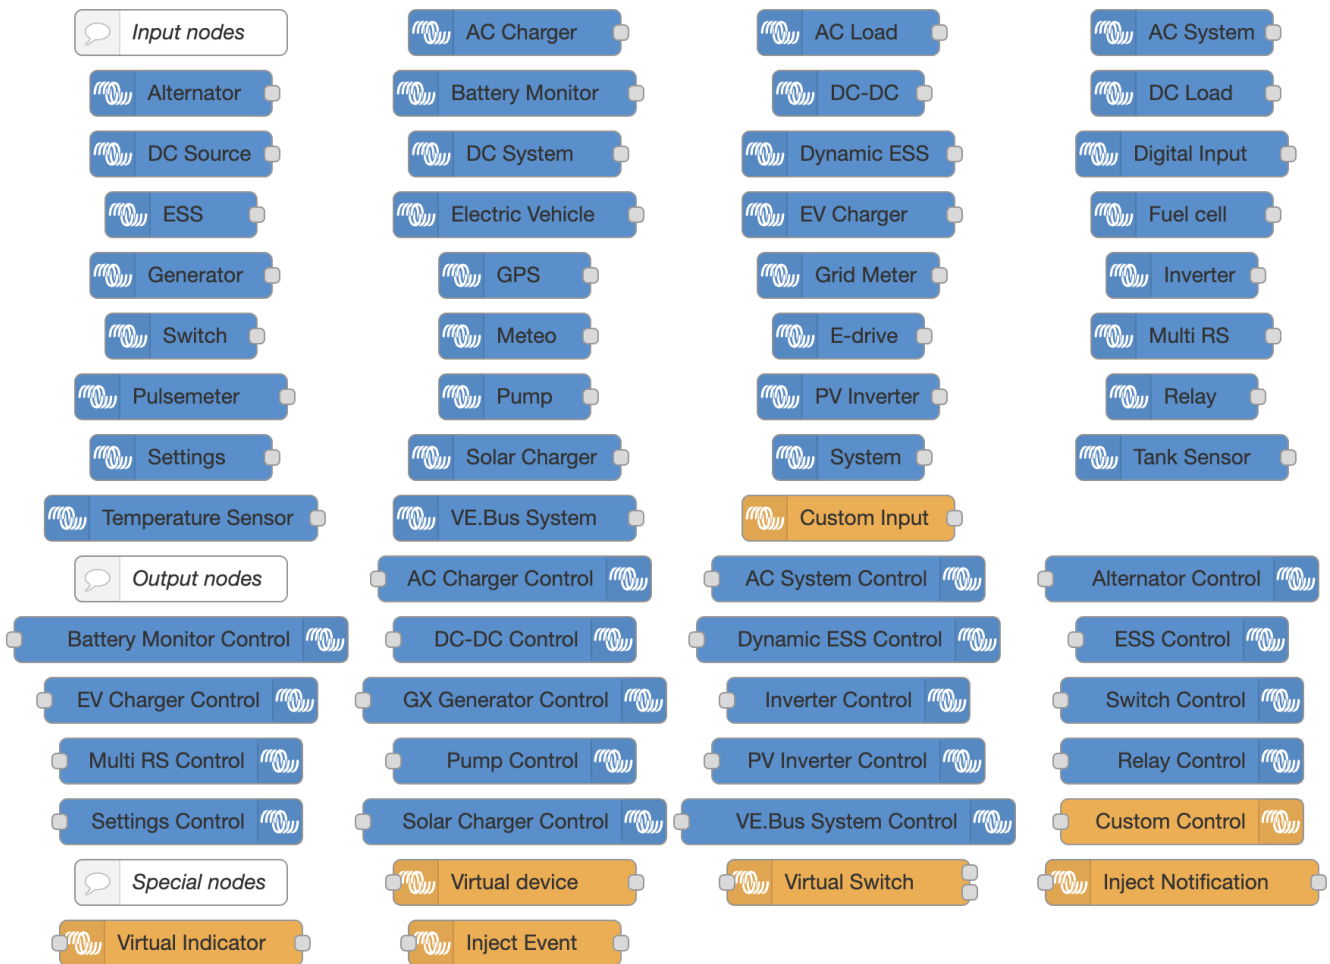 Input nodes
AC Charger
AC Load
AC System
Alternator
Battery Monitor
DC-DC
DC Load
DC Source
DC System
Dynamic ESS
Digital Input
ESS
Electric Vehicle
EV Charger
Fuel cell
Generator
GPS
Grid Meter
Inverter
Switch
Meteo
E-drive
Multi RS
Pulsemeter
Pump
PV Inverter
Relay
Settings
Solar Charger
System
Tank Sensor
Temperature Sensor
VE.Bus System
Custom Input
Output nodes
AC Charger Control
AC System Control
Alternator Control
Battery Monitor Control
DC-DC Control
Dynamic ESS Control
ESS Control
EV Charger Control
GX Generator Control
Inverter Control
Switch Control
Multi RS Control
Pump Control
PV Inverter Control
Relay Control
Settings Control
Solar Charger Control
VE.Bus System Control
Custom Control
Special nodes
Virtual device
Virtual Switch
Inject Notification
Virtual Indicator
Inject Event